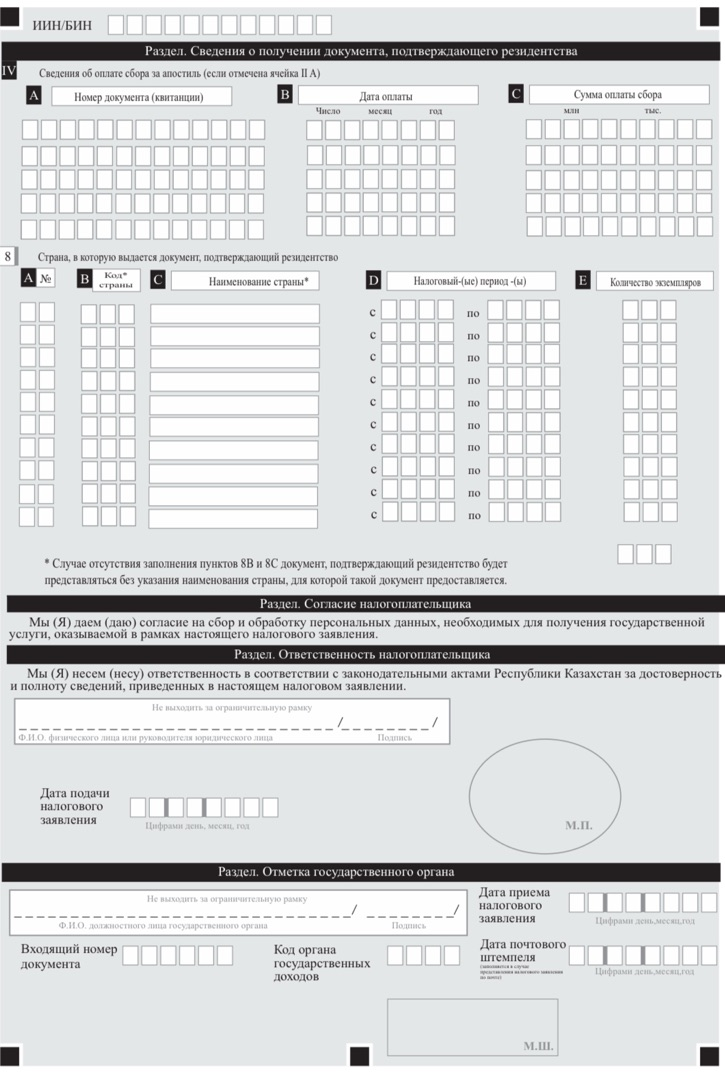 ИИН/БИН
Раздел. Сведения о получении документа, подтверждающего резидентства
IV Сведения об оплате сбора за апостиль (если отмечена ячейка II А)
A Номер документа (квитанции) B Дата оплаты C Сумма оплаты сбора
Число месяц год млн тыс.
8 Страна, в которую выдается документ, подтверждающий резидентство
A № B Код* страны C Наименование страны* D Налоговый-(ые) период -(ы) E Количество экземпляров
с по
с по
с по
с по
с по
с по
с по
с по
с по
с по
* Случае отсутствия заполнения пунктов 8В и 8С документ, подтверждающий резидентство будет
представляться без указания наименования страны, для которой такой документ предоставляется.
Раздел. Согласие налогоплательщика
Мы (Я) даем (даю) согласие на сбор и обработку персональных данных, необходимых для получения государственной
услуги, оказываемой в рамках настоящего налогового заявления.
Раздел. Ответственность налогоплательщика
Мы (Я) несем (несу) ответственность в соответствии с законодательными актами Республики Казахстан за достоверность
и полноту сведений, приведенных в настоящем налоговом заявлении.
Не выходить за ограничительную рамку
/ /
Ф.И.О. физического лица или руководителя юридического лица Подпись
Дата подачи
налогового
заявления
Цифрами день, месяц, год
М.П.
Раздел. Отметка государственного органа
Не выходить за ограничительную рамку
/ /
Ф.И.О. должностного лица государственного органа Подпись
Дата приема
налогового
заявления
Цифрами день,месяц,год
Входящий номер
документа
Код органа
государственных
доходов
Дата почтового
штемпеля
(заполняется в случае
представления налогового заявления
по почте)
Цифрами день,месяц,год
М.Ш.